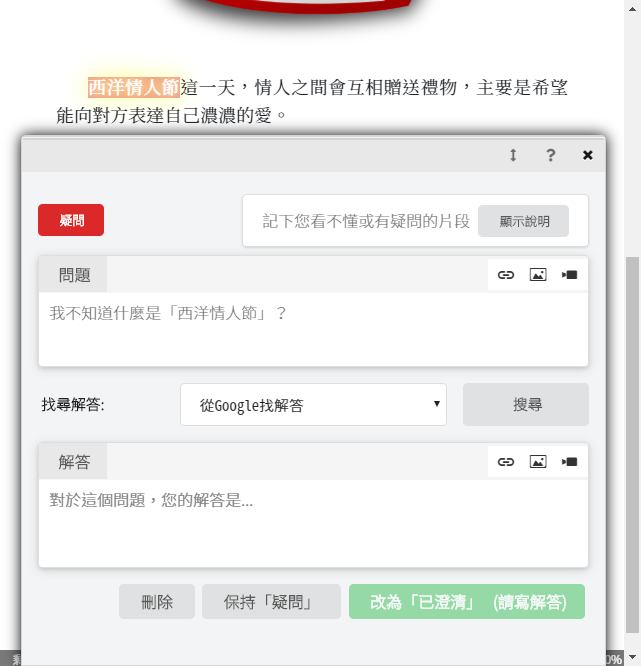 西洋情人節這一天，情人之間會互相贈送禮物，主要是希望
能向對方表達自己濃濃的愛。
疑問
記下您看不懂或有疑問的片段 顯示說明
問題
我不知道什麼是「西洋情人節」？
找尋解答: 從Google找解答 搜尋
解答
對於這個問題，您的解答是...
刪除 保持「疑問」 改為「已澄清」 (請寫解答)